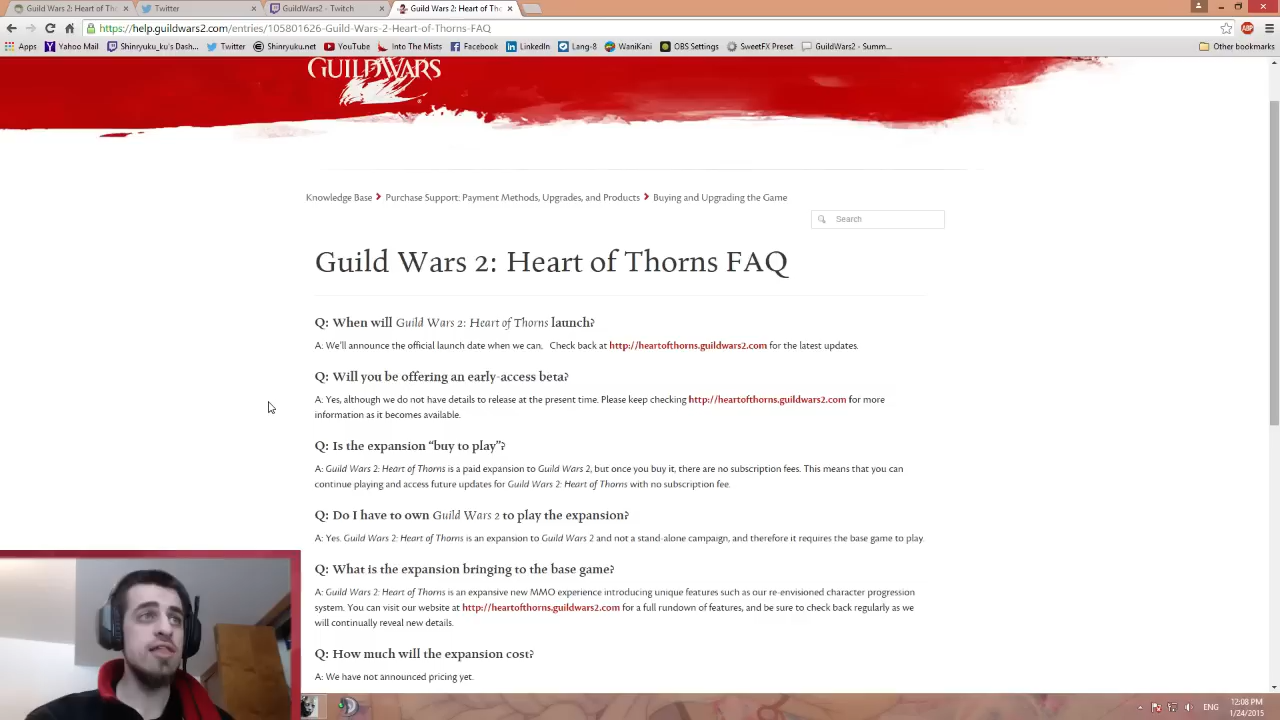 Guild Wars 2: Heart of T
Twitter
GuildWars2 - Twitch
Guild Wars 2: Heart of T
https://help.guildwars2.com/entries/105801626-Guild-Wars-2-Heart-of-Thorns-FAQ
Apps Yahoo Mail Shinryuku_ku's Dash... Twitter Shinryuku.net YouTube Into The Mists Facebook LinkedIn Lang-8 WaniKani OBS Settings SweetFX Preset GuildWars2 - Summ... Other bookmarks
GUILDWARS
Knowledge Base Purchase Support: Payment Methods, Upgrades, and Products Buying and Upgrading the Game
Search
Guild Wars 2: Heart of Thorns FAQ
Q: When will Guild Wars 2: Heart of Thorns launch?
A: We'll announce the official launch date when we can. Check back at http://heartofthorns.guildwars2.com for the latest updates.
Q: Will you be offering an early-access beta?
A: Yes, although we do not have details to release at the present time. Please keep checking http://heartofthorns.guildwars2.com for more
information as it becomes available.
Q: Is the expansion “buy to play”?
A: Guild Wars 2: Heart of Thorns is a paid expansion to Guild Wars 2, but once you buy it, there are no subscription fees. This means that you can
continue playing and access future updates for Guild Wars 2: Heart of Thorns with no subscription fee.
Q: Do I have to own Guild Wars 2 to play the expansion?
A: Yes. Guild Wars 2: Heart of Thorns is an expansion to Guild Wars 2 and not a stand-alone campaign, and therefore it requires the base game to play.
Q: What is the expansion bringing to the base game?
A: Guild Wars 2: Heart of Thorns is an expansive new MMO experience introducing unique features such as our re-envisioned character progression
system. You can visit our website at http://heartofthorns.guildwars2.com for a full rundown of features, and be sure to check back regularly as we
will continually reveal new details.
Q: How much will the expansion cost?
A: We have not announced pricing yet.
ENG
12:08 PM
1/24/2015